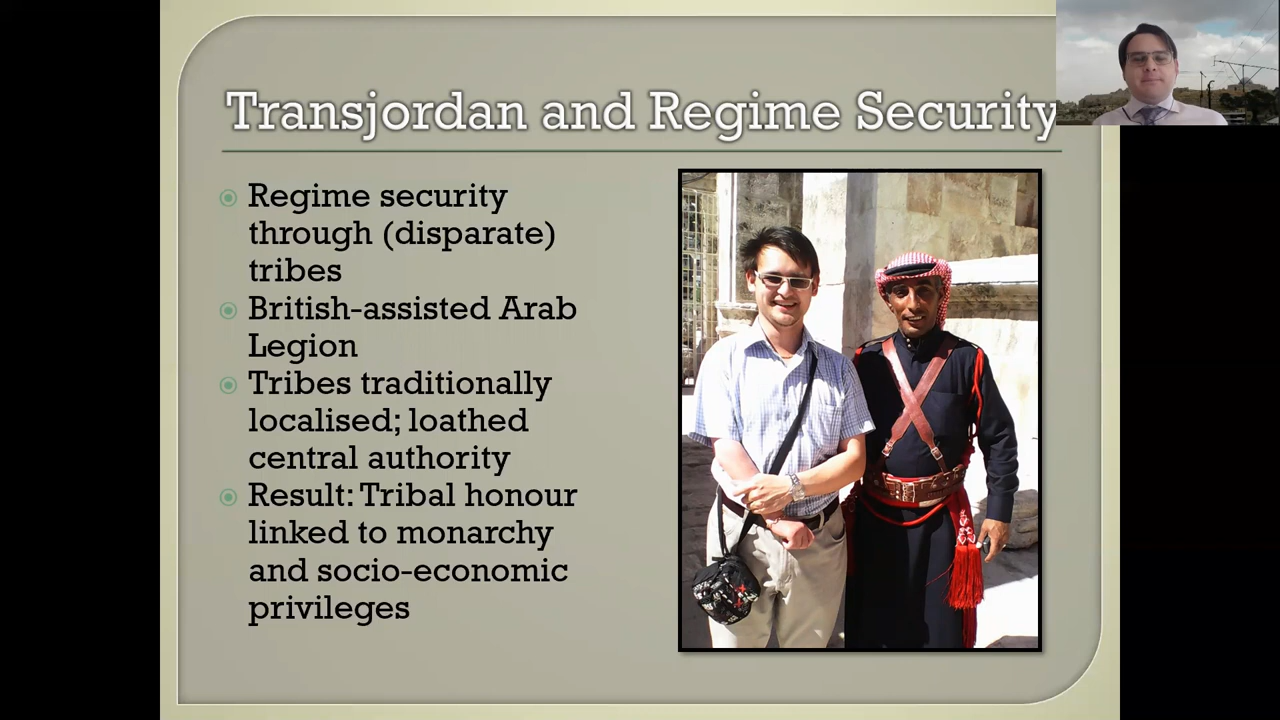 Transjordan and Regime Security
Regime security
through (disparate)
tribes
British-assisted Arab
Legion
Tribes traditionally
localised; loathed
central authority
Result: Tribal honour
linked to monarchy
and socio-economic
privileges